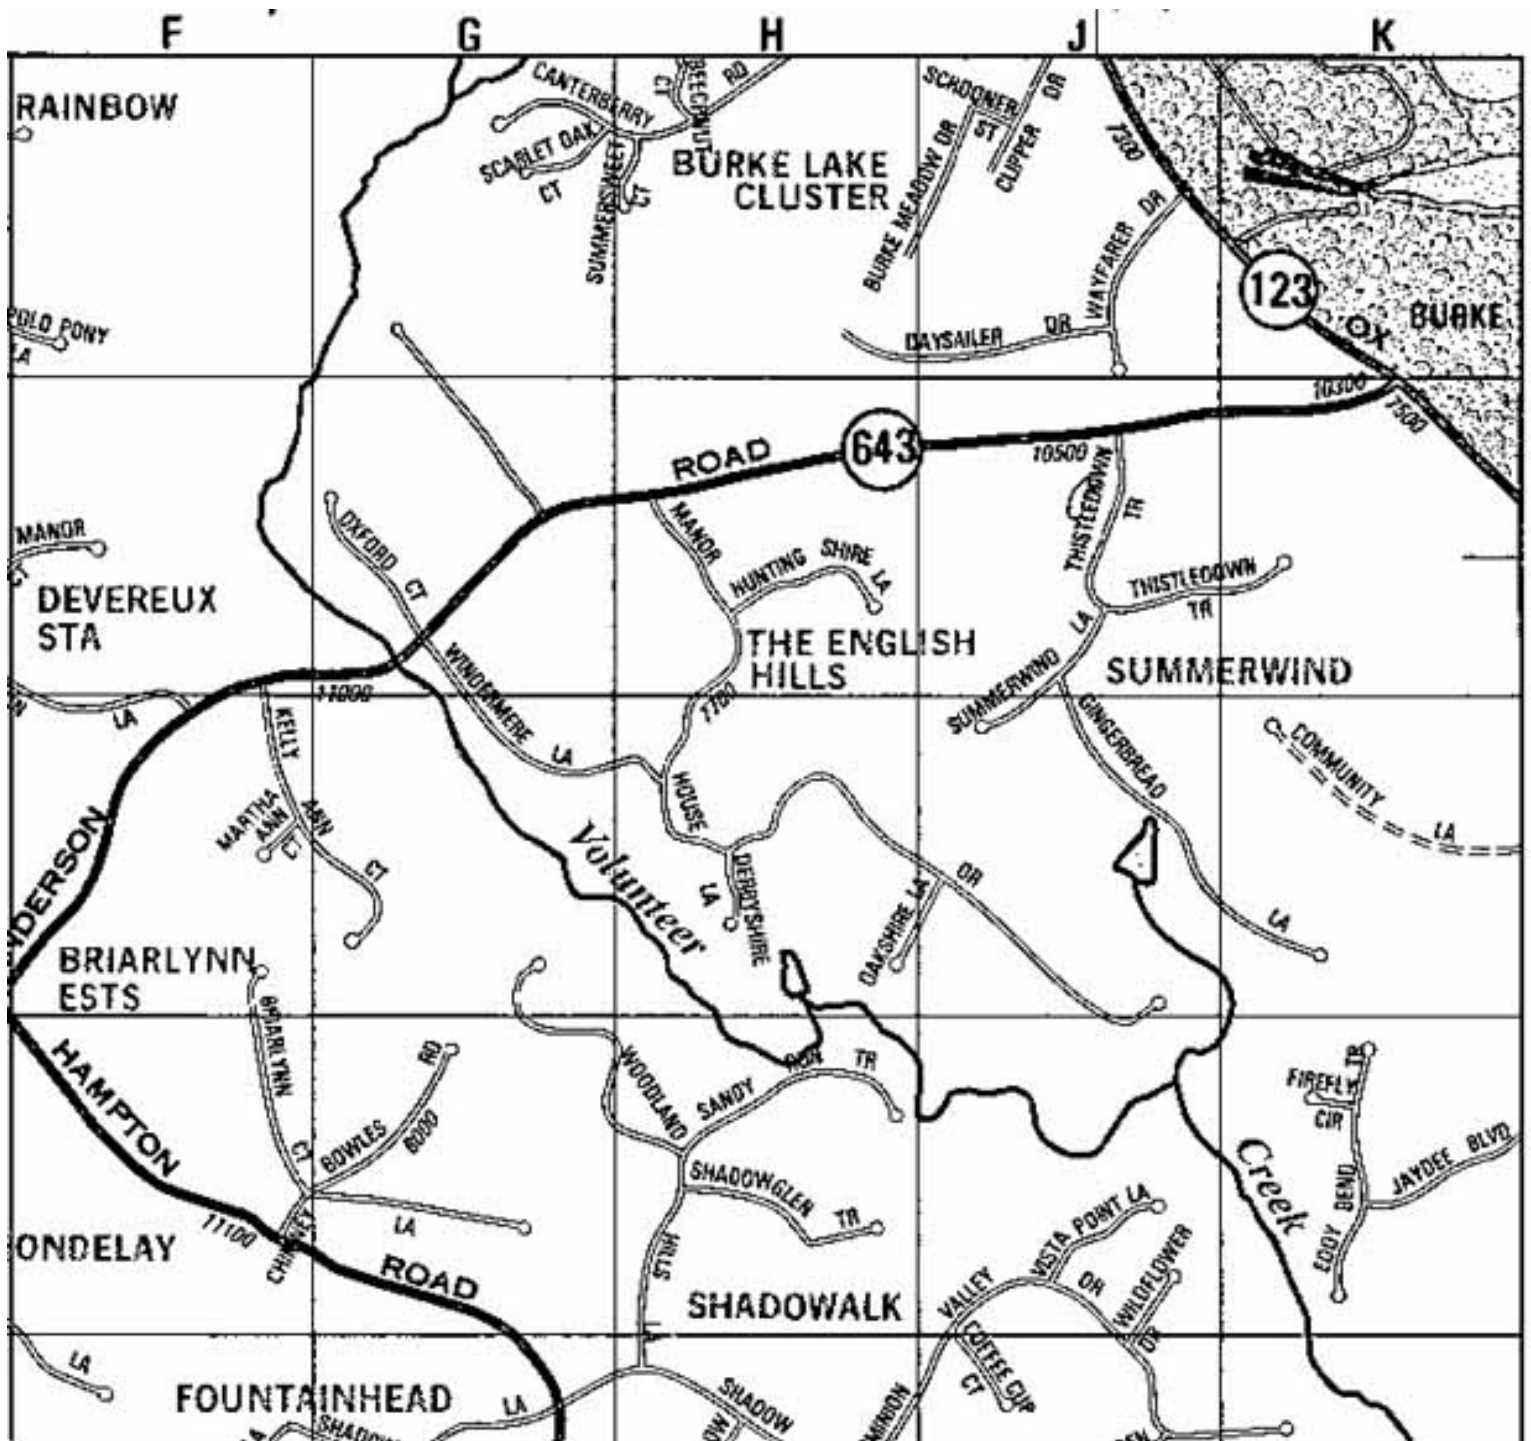 F G H J K
RAINBOW
CANTERBERRY
CT
BEECHNUT
RD
SCARLET OAK
CT
SUMMERSWEET
CT
BURKE LAKE
CLUSTER
SCHOONER
ST
DR
CLIPPER
BURKE MEADOW DR
7300
WAYFARER DR
DAYSAILER DR
123
OX
BURKE
POLO PONY
LA
10300
7500
643
ROAD
10500
THISTLEDOWN
TR
MANOR
CT
OXFORD CT
MANOR
HUNTING SHIRE LA
THISTLEDOWN
TR
DEVEREUX
STA
THE ENGLISH
HILLS
SUMMERWIND LA
SUMMERWIND
WINDERMERE LA
11000
LA
7700
KELLY
ANN
CT
MARTHA
ANN
CT
GINGERBREAD
LA
COMMUNITY
LA
HOUSE
DR
DERBYSHIRE
LA
OAKSHIRE LA
Volunteer
BRIARLYNN
ESTS
BRIARLYNN
CT
HAMPTON
BOWLES RD
8000
WOODLAND
SANDY RUN TR
FIREFLY
CIR
TR
SHADOWGLEN
TR
JAYDEE BLVD
EDDY BEND
Creek
VISTA POINT LA
WILDFLOWER
ONDELAY
11100
CHIMNEY
LA
ROAD
HILLS
LA
SHADOWALK
VALLEY
DR
DR
COFFEE CUP
CT
LA
FOUNTAINHEAD
LA
SHADOW